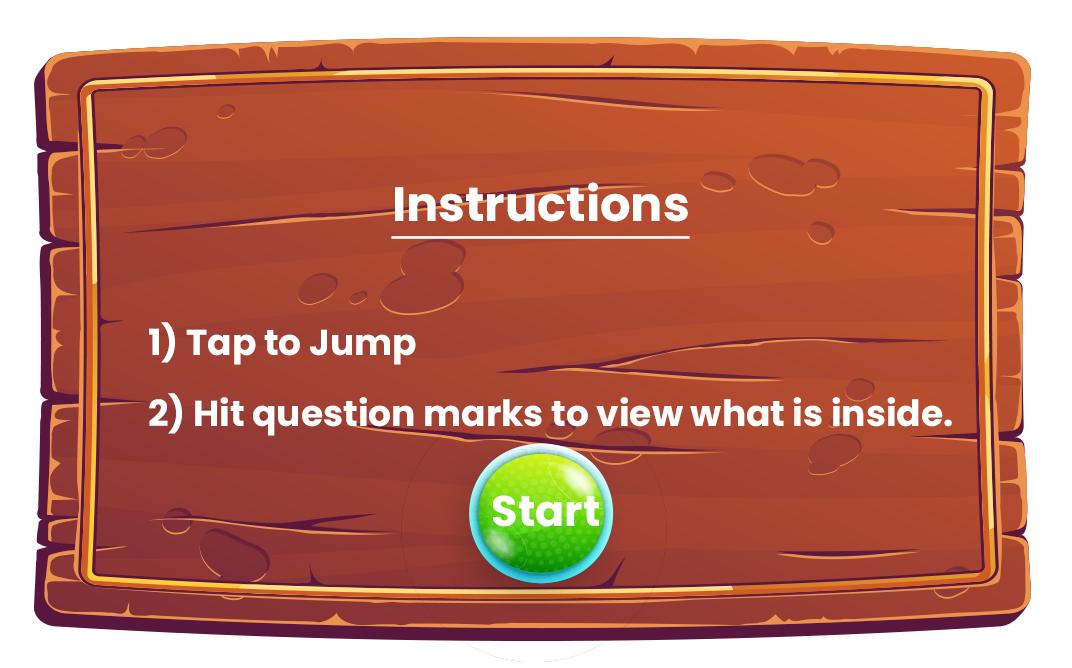 Instructions
1) Tap to Jump
2) Hit question marks to view what is inside.
Start